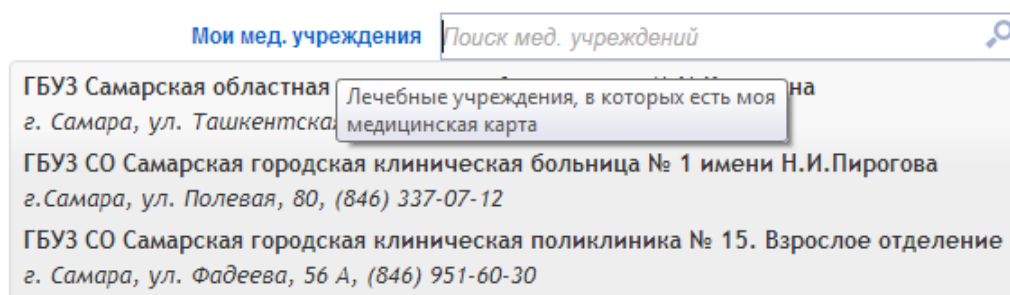 Мои мед. учреждения Поиск мед. учреждений
ГБУЗ Самарская областная
Лечебные учреждения, в которых есть моя
медицинская карта
г. Самара, ул.
ГБУЗ СО Самарская городская клиническая больница № 1 имени Н.И.Пирогова
г.Самара, ул. Полевая, 80, (846) 337-07-12
ГБУЗ СО Самарская городская клиническая поликлиника № 15. Взрослое отделение
г. Самара, ул. Фадеева, 56 А, (846) 951-60-30